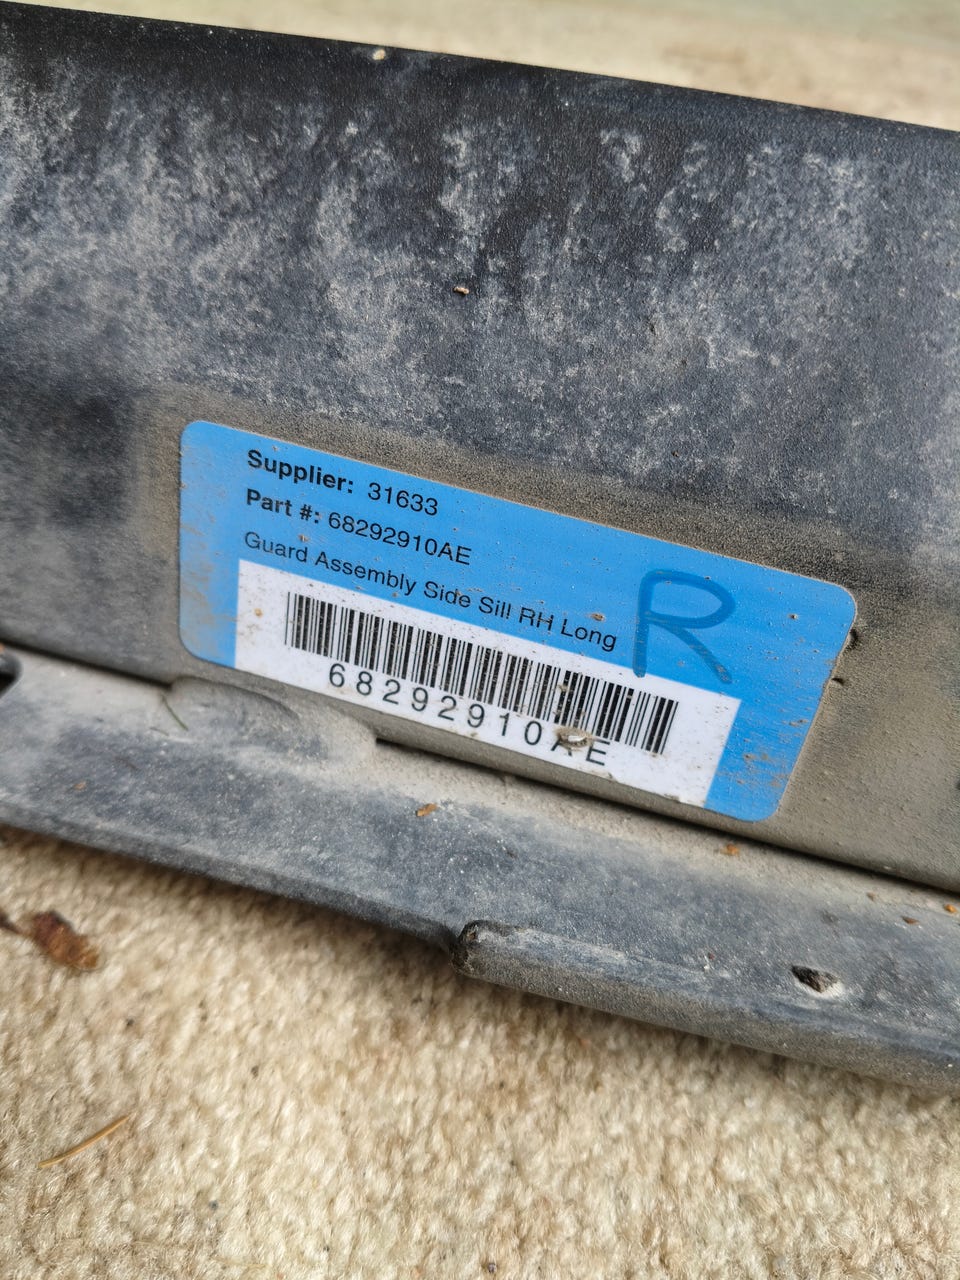 Supplier: 31633
Part #: 68292910AE
Guard Assembly Side Sill RH Long
R
68292910AE